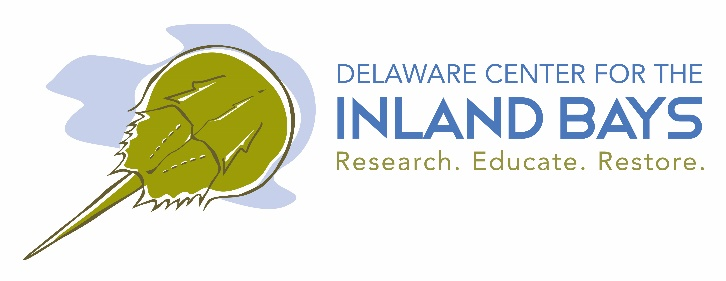 DELAWARE CENTER FOR THE
INLAND BAYS
Research. Educate. Restore.